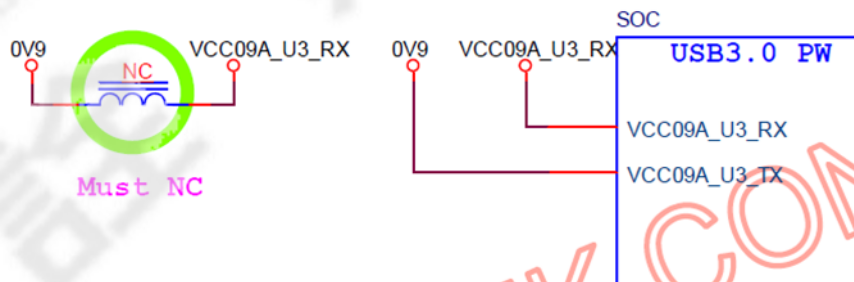 SOC
0V9
VCC09A_U3_RX
0V9
VCC09A_U3_RX
USB3.0 PW
NC
VCC09A_U3_RX
VCC09A_U3_TX
Must NC